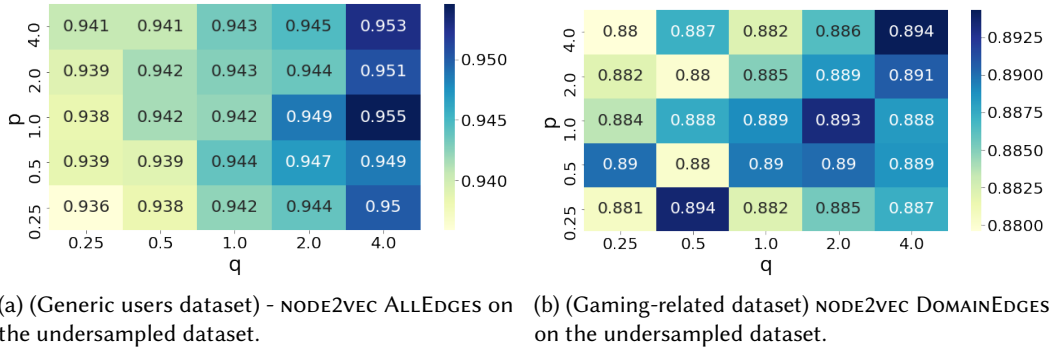 4.0 0.941 0.941 0.943 0.945 0.953
2.0 0.939 0.942 0.943 0.944 0.951
1.0 0.938 0.942 0.942 0.949 0.955
0.5 0.939 0.939 0.944 0.947 0.949
0.25 0.936 0.938 0.942 0.944 0.95
p
0.25 0.5 1.0 2.0 4.0
q
0.950
0.945
0.940
(a) (Generic users dataset) - NODE2VEC ALLEDGES on
the undersampled dataset.
4.0 0.88 0.887 0.882 0.886 0.894
2.0 0.882 0.88 0.885 0.889 0.891
1.0 0.884 0.888 0.889 0.893 0.888
0.5 0.89 0.88 0.89 0.89 0.889
0.25 0.881 0.894 0.882 0.885 0.887
p
0.25 0.5 1.0 2.0 4.0
q
0.8925
0.8900
0.8875
0.8850
0.8825
0.8800
(b) (Gaming-related dataset) NODE2VEC DOMAINEDGES
on the undersampled dataset.